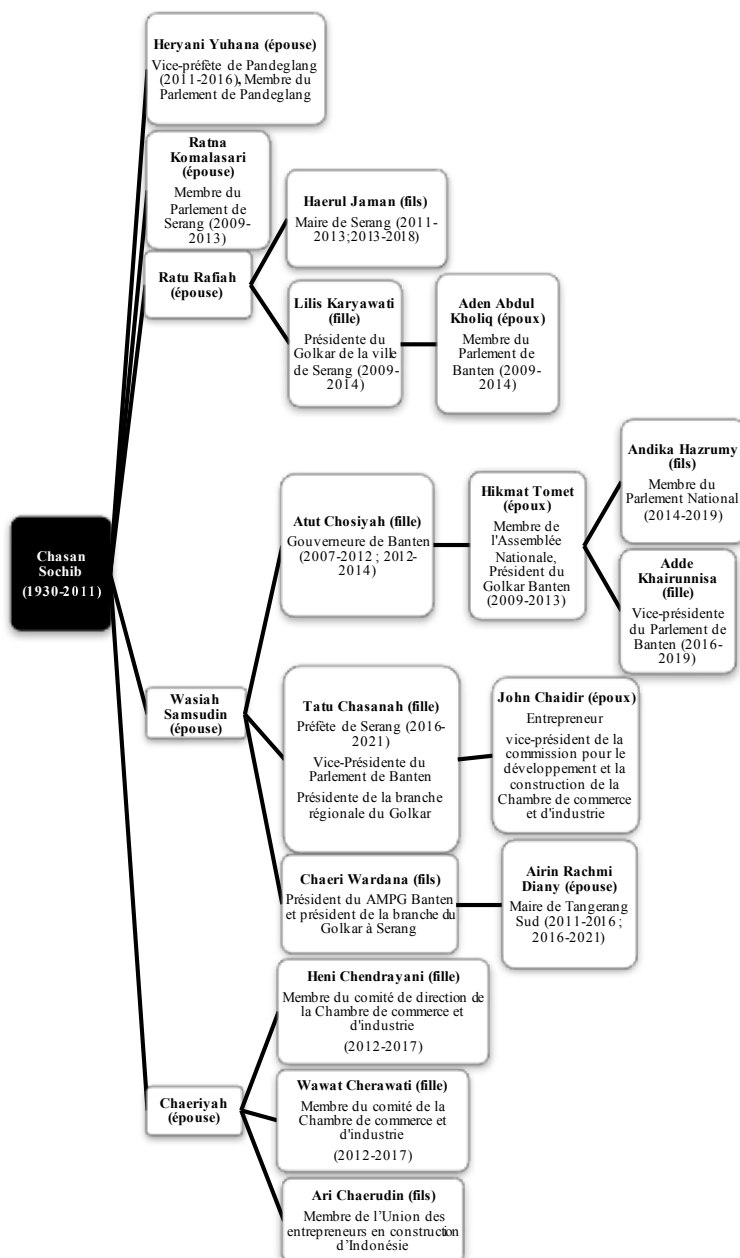 Heryani Yuhana (épouse)
Vice-préfète de Pandeglang
(2011-2016), Membre du
Parlement de Pandeglang
Ratna
Komalasari
(épouse)
Membre du
Parlement de
Serang (2009-
2013)
Ratu Rafiah
(épouse)
Haerul Jaman (fils)
Maire de Serang (2011-
2013;2013-2018)
Lilis Karyawati
(fille)
Présidente du
Golkar de la ville
de Serang (2009-
2014)
Aden Abdul
Kholiq (époux)
Membre du
Parlement de
Banten (2009-
2014)
Chasan
Sochib
(1930-2011)
Wasiah
Samsudin
(épouse)
Atut Chosiyah (fille)
Gouverneure de Banten
(2007-2012 ; 2012-
2014)
Hikmat Tomet
(époux)
Membre de
l'Assemblée
Nationale,
Président du
Golkar Banten
(2009-2013)
Andika Hazrumy
(fils)
Membre du
Parlement National
(2014-2019)
Adde
Khairunnisa
(fille)
Vice-présidente
du Parlement de
Banten (2016-
2019)
Tatu Chasanah (fille)
Préfète de Serang (2016-
2021)
Vice-Présidente du
Parlement de Banten
Présidente de la branche
régionale du Golkar
John Chaidir (époux)
Entrepreneur
vice-président de la
commission pour le
développement et la
construction de la
Chambre de commerce
et d'industrie
Chaeri Wardana (fils)
Président du AMPG Banten
et président de la branche du
Golkar à Serang
Airin Rachmi
Diany (épouse)
Maire de Tangerang
Sud (2011-2016 ;
2016-2021)
Chaeriyah
(épouse)
Heni Chendrayani (fille)
Membre du comité de direction de
la Chambre de commerce et
d'industrie
(2012-2017)
Wawat Cherawati (fille)
Membre du comité de la
Chambre de commerce et
d'industrie
(2012-2017)
Ari Chaerudin (fils)
Membre de l’Union des
entrepreneurs en construction
d’Indonésie